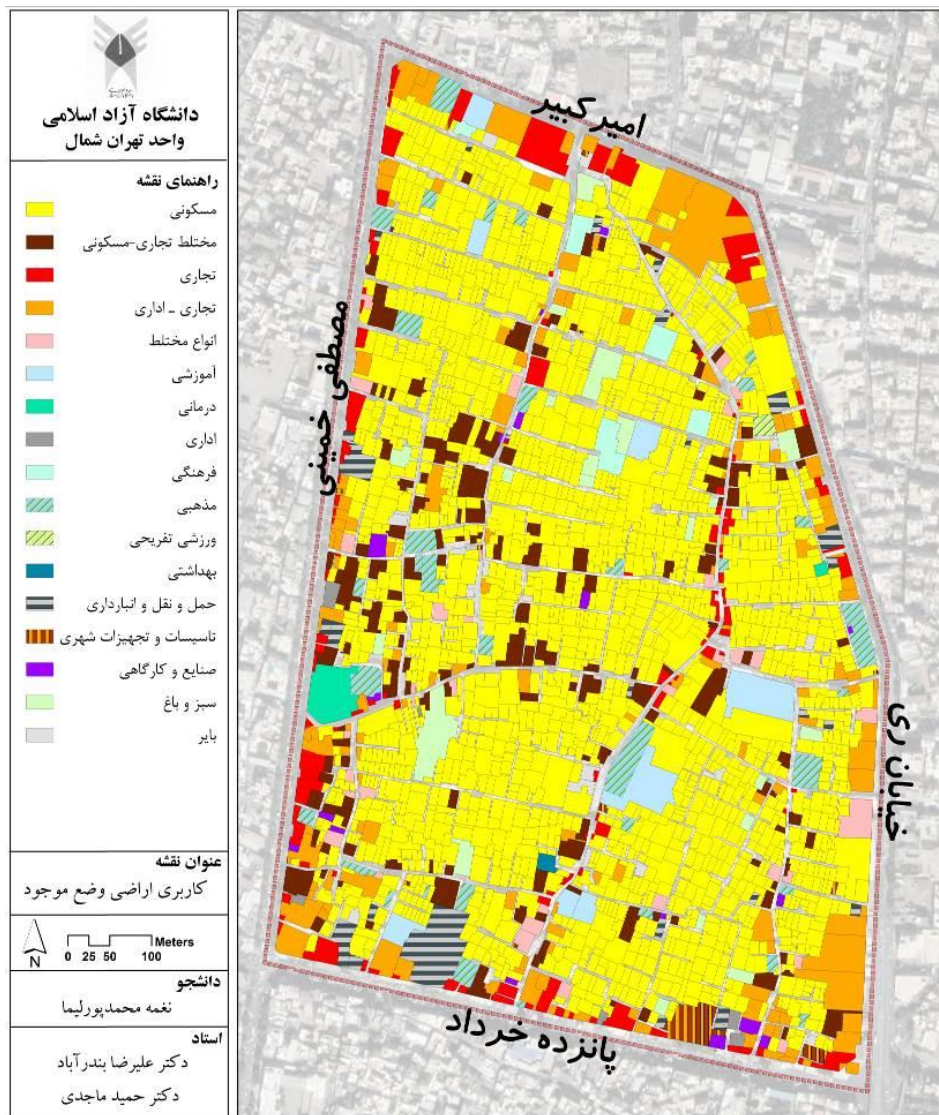 دانشگاه آزاد اسلامی
واحد تهران شمال
راهنمای نقشه
مسکونی
مختلط تجاری-مسکونی
تجاری
تجاری - اداری
انواع مختلط
آموزشی
درمانی
اداری
فرهنگی
مذهبی
ورزشی تفریحی
بهداشتی
حمل و نقل و انبارداری
تاسیسات و تجهیزات شهری
صنایع و کارگاهی
سبز و باغ
بایر
عنوان نقشه
کاربری اراضی وضع موجود
N
Meters
0 25 50 100
دانشجو
نغمه محمدپورلیما
استاد
دکتر علیرضا بندرآباد
دکتر حمید ماجدی
امیر کبیر
مصطفی خمینی
خیابان ری
پانزده خرداد